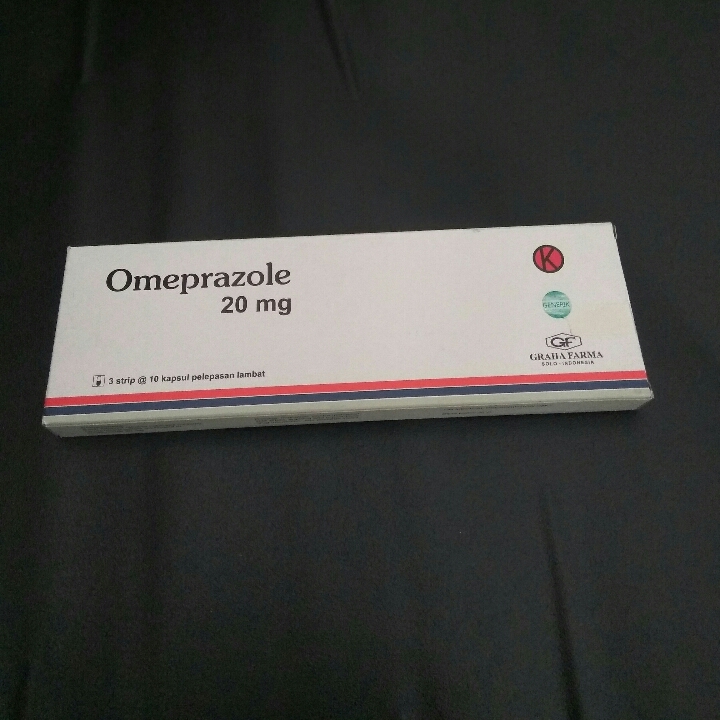 Omeprazole
20 mg
3 strip @ 10 kapsul pelepasan lambat
K
GENERIK
GF
GRAHA FARMA
SOLO - INDONESIA